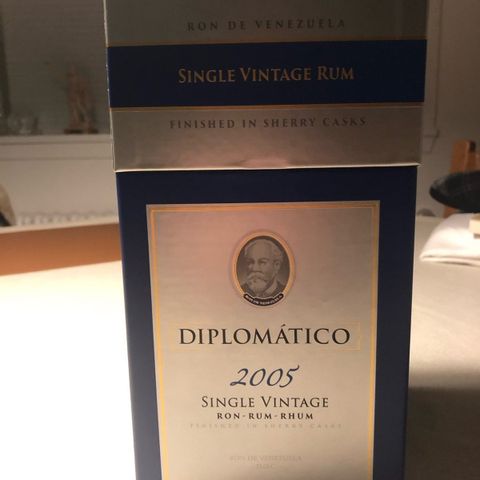 RON DE VENEZUELA
SINGLE VINTAGE RUM
FINISHED IN SHERRY CASKS
DIPLOMÁTICO
2005
SINGLE VINTAGE
RON-RUM-RHUM
FINISHED IN SHERRY CASKS
RON DE VENEZUELA